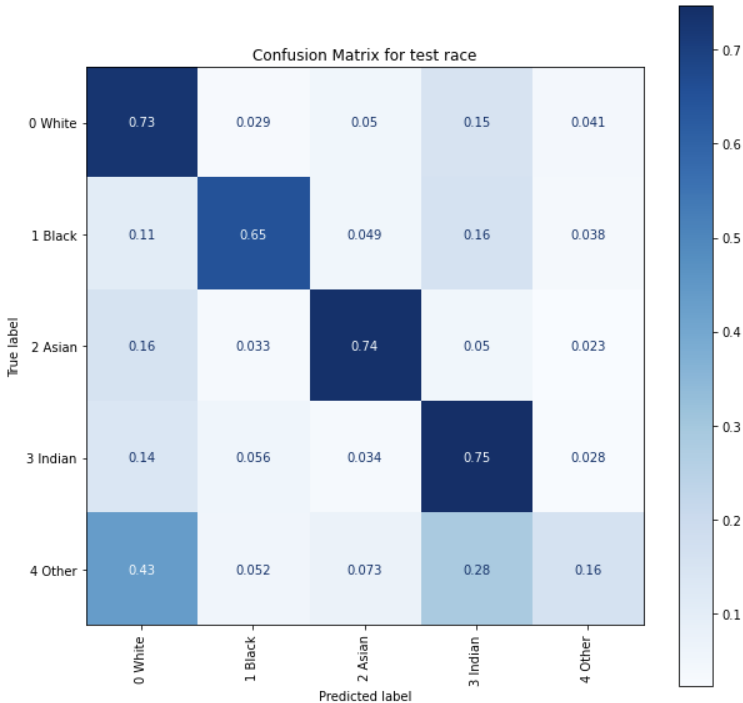 Confusion Matrix for test race
0 White 0.73 0.029 0.05 0.15 0.041
1 Black 0.11 0.65 0.049 0.16 0.038
2 Asian 0.16 0.033 0.74 0.05 0.023
3 Indian 0.14 0.056 0.034 0.75 0.028
4 Other 0.43 0.052 0.073 0.28 0.16
True label
0 White 1 Black 2 Asian 3 Indian 4 Other
Predicted label
0.7
0.6
0.5
0.4
0.3
0.2
0.1